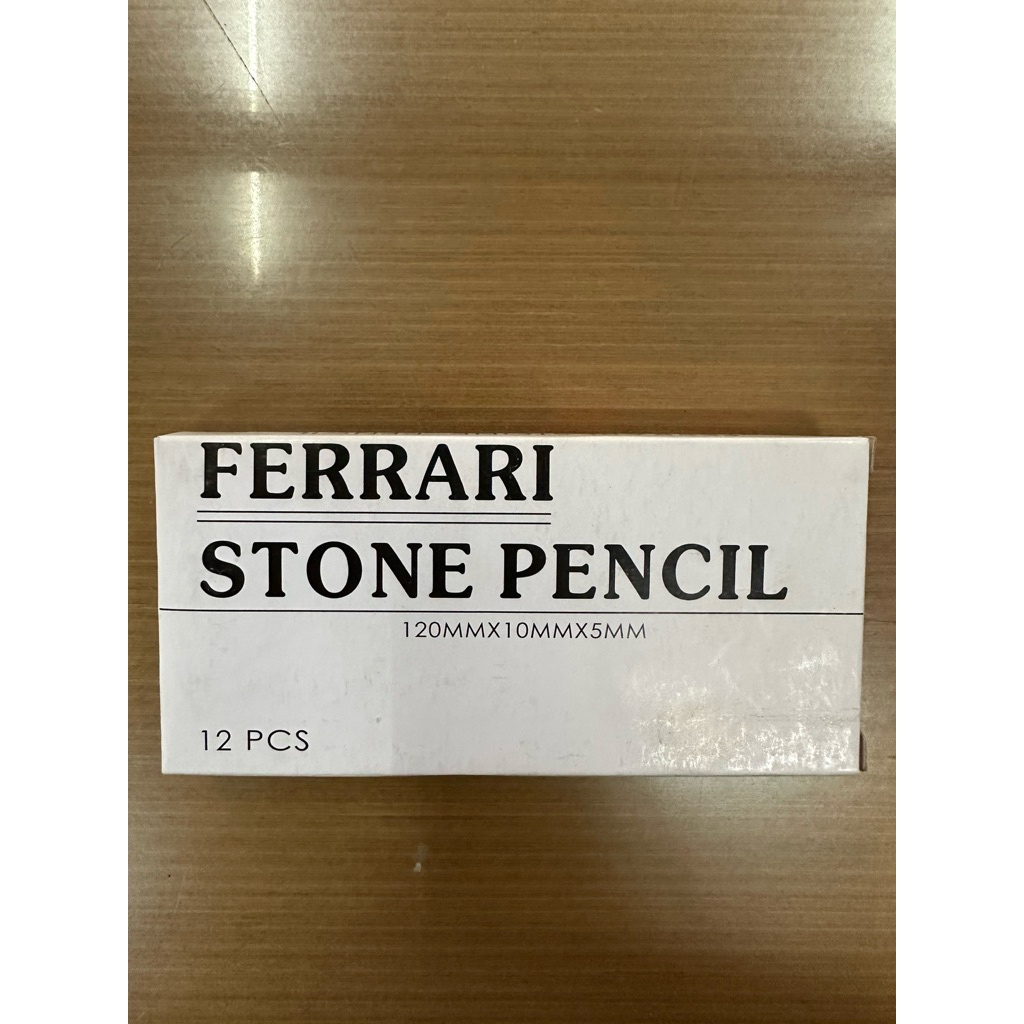 FERRARI
STONE PENCIL
120MMX10MMX5MM
12 PCS